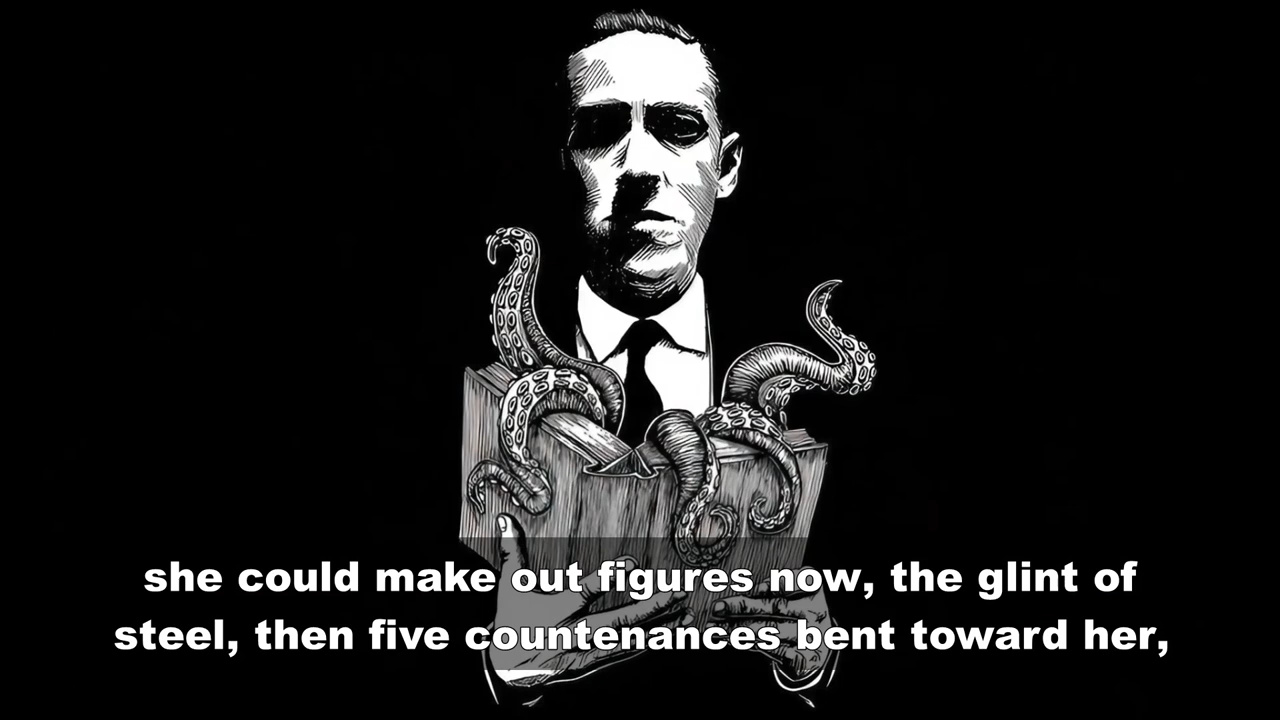 she could make out figures now, the glint of
steel, then five countenances bent toward her,